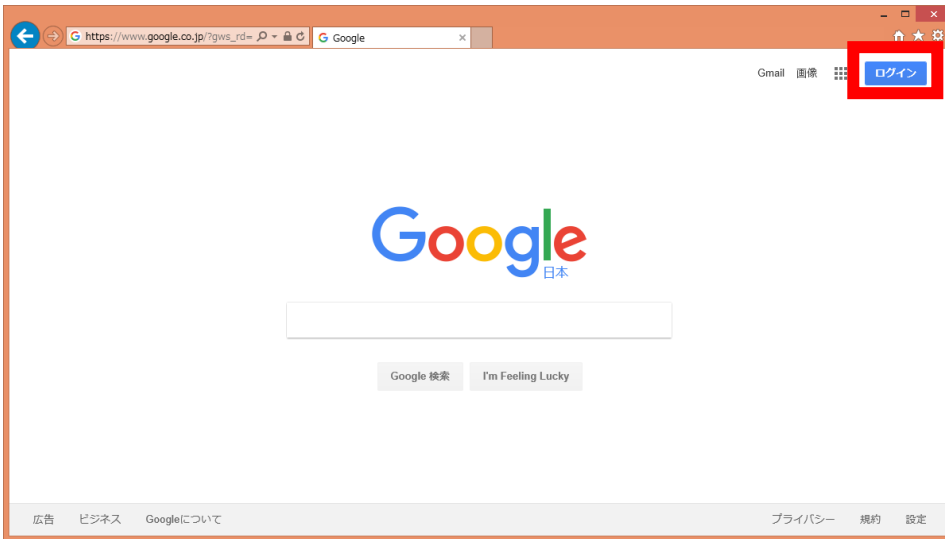 https://www.google.co.jp/?gws_rd=
Google
Gmail 画像 ログイン
Google
日本
Google 検索 I'm Feeling Lucky
広告 ビジネス Googleについて プライバシー 規約 設定